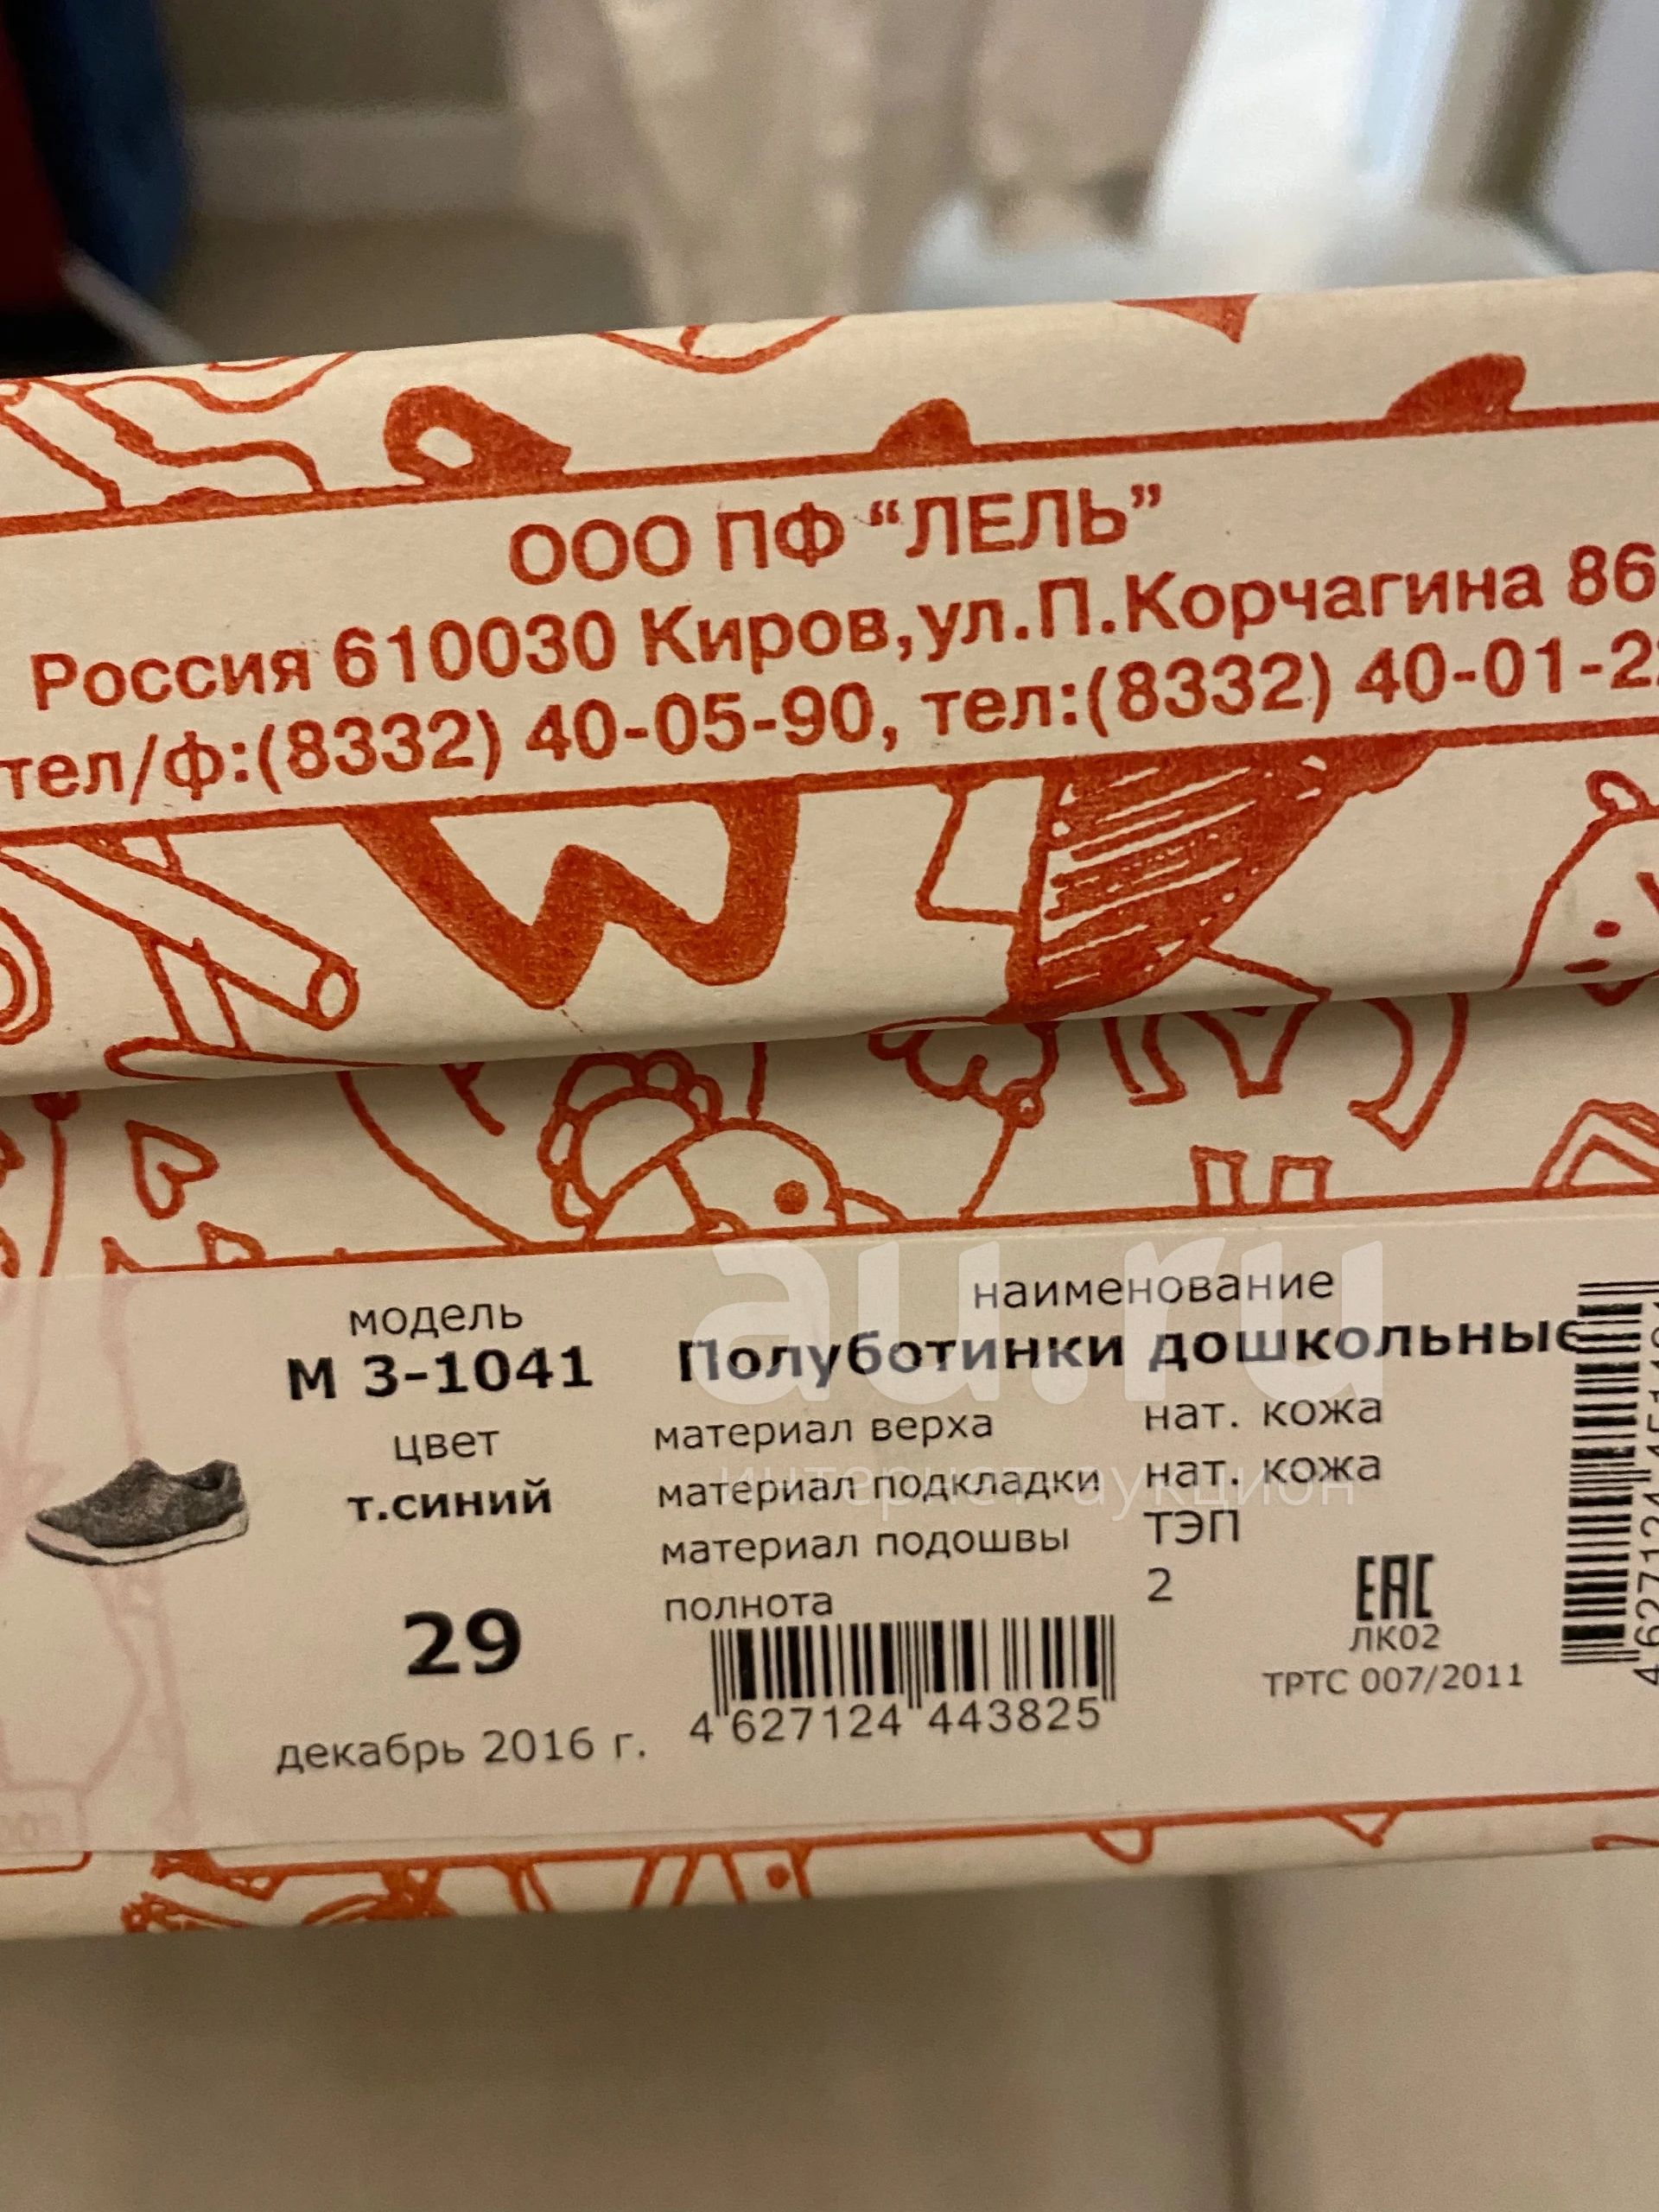 ООО ПФ “ЛЕЛЬ”
Россия 610030 Киров,ул.П.Корчагина 86
тел/ф:(8332) 40-05-90, тел:(8332) 40-01-2
au.ru
интернет аукцион
модель
М 3-1041
цвет
т.синий
29
декабрь 2016 г.
наименование
Полуботинки дошкольные
материал верха нат. кожа
материал подкладки нат. кожа
материал подошвы ТЭП
полнота 2
4 627124 443825
EAC
ЛК02
ТРТС 007/2011